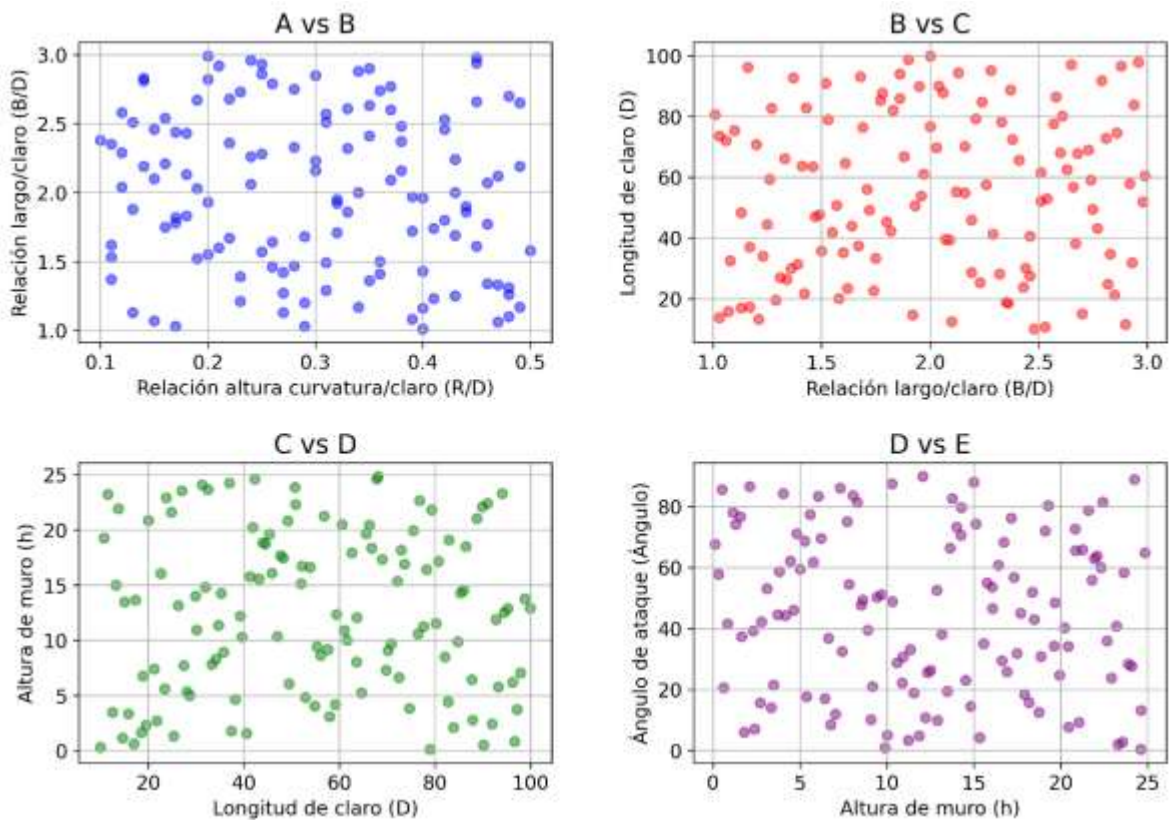 A vs B
Relación largo/claro (B/D)
3.0
2.5
2.0
1.5
1.0
0.1 0.2 0.3 0.4 0.5
Relación altura curvatura/claro (R/D)
B vs C
Longitud de claro (D)
100
80
60
40
20
1.0 1.5 2.0 2.5 3.0
Relación largo/claro (B/D)
C vs D
Altura de muro (h)
25
20
15
10
5
0
20 40 60 80 100
Longitud de claro (D)
D vs E
Ángulo de ataque (Ángulo)
80
60
40
20
0
0 5 10 15 20 25
Altura de muro (h)